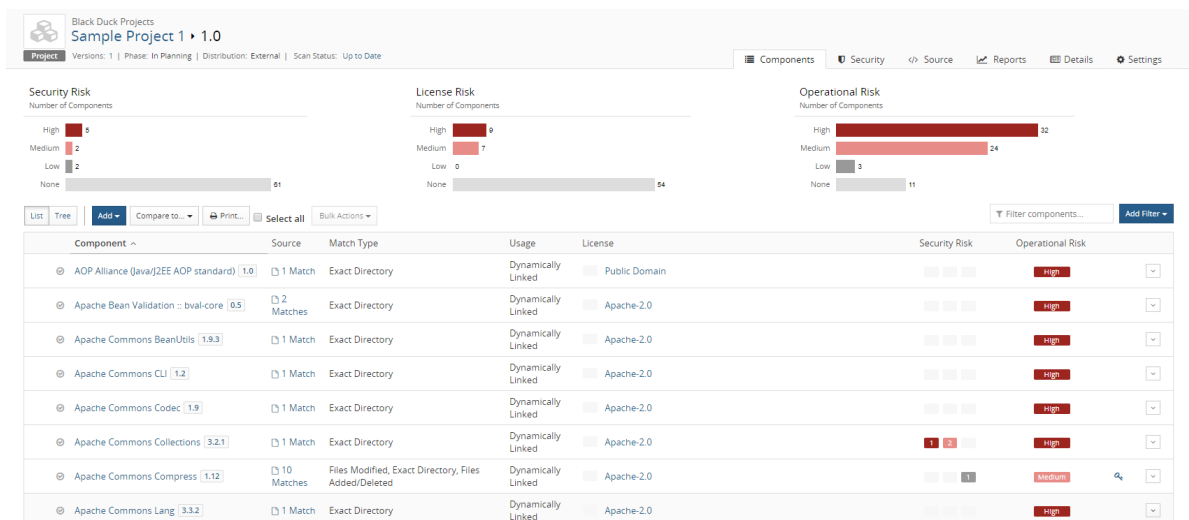 Black Duck Projects
Sample Project 1 ▸ 1.0
Project Versions: 1 | Phase: In Planning | Distribution: External | Scan Status: Up to Date
Components Security </> Source Reports Details Settings
Security Risk
Number of Components
High 5
Medium 2
Low 2
None 61
License Risk
Number of Components
High 9
Medium 7
Low 0
None 54
Operational Risk
Number of Components
High 32
Medium 24
Low 3
None 11
List Tree Add Compare to... Print... Select all Bulk Actions Filter components... Add Filter
Component Source Match Type Usage License Security Risk Operational Risk
AOP Alliance (Java/J2EE AOP standard) 1.0 1 Match Exact Directory Dynamically Linked Public Domain High
Apache Bean Validation :: bval-core 0.5 2 Matches Exact Directory Dynamically Linked Apache-2.0 High
Apache Commons BeanUtils 1.9.3 1 Match Exact Directory Dynamically Linked Apache-2.0 High
Apache Commons CLI 1.2 1 Match Exact Directory Dynamically Linked Apache-2.0 High
Apache Commons Codec 1.9 1 Match Exact Directory Dynamically Linked Apache-2.0 High
Apache Commons Collections 3.2.1 1 Match Exact Directory Dynamically Linked Apache-2.0 1 2 High
Apache Commons Compress 1.12 10 Matches Files Modified, Exact Directory, Files Added/Deleted Dynamically Linked Apache-2.0 1 Medium
Apache Commons Lang 3.3.2 1 Match Exact Directory Dynamically Linked Apache-2.0 High